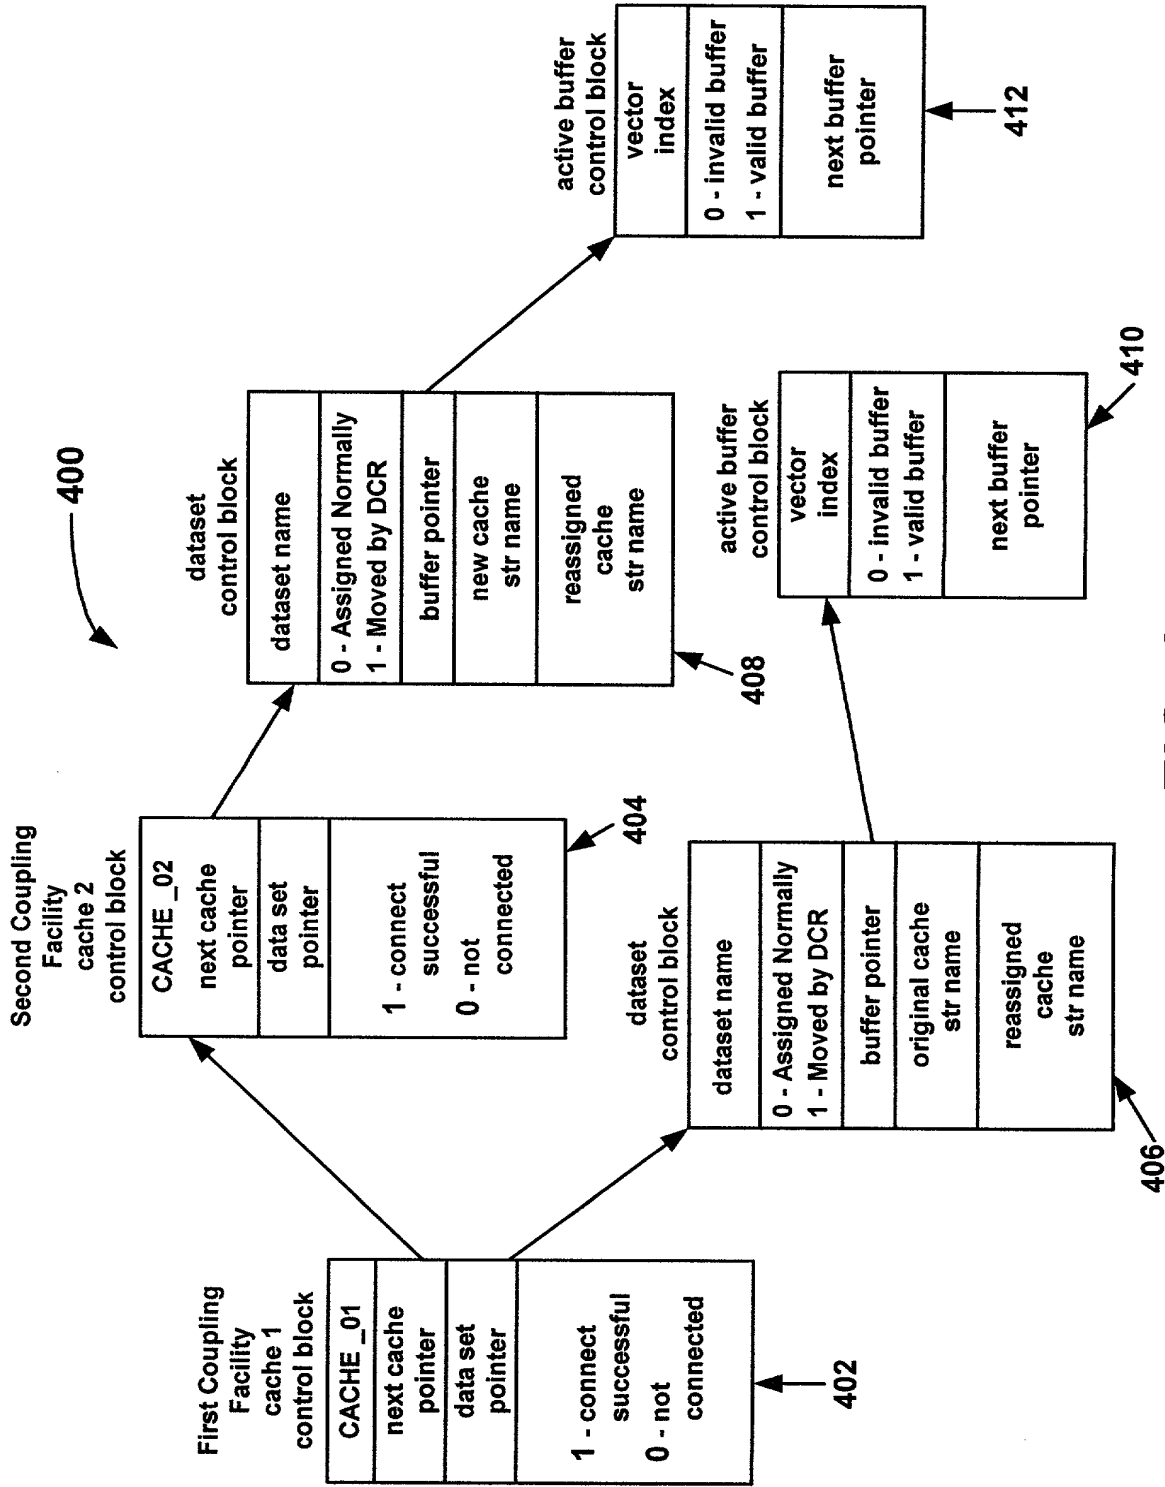 400
First Coupling
Facility
cache 1
control block
CACHE _01
next cache
pointer
data set
pointer
1 - connect
successful
0 - not
connected
402
Second Coupling
Facility
cache 2
control block
CACHE _02
next cache
pointer
data set
pointer
1 - connect
successful
0 - not
connected
404
dataset
control block
dataset name
0 - Assigned Normally
1 - Moved by DCR
buffer pointer
original cache
str name
reassigned
cache
str name
406
dataset
control block
dataset name
0 - Assigned Normally
1 - Moved by DCR
buffer pointer
new cache
str name
reassigned
cache
str name
408
active buffer
control block
vector
index
0 - invalid buffer
1 - valid buffer
next buffer
pointer
410
active buffer
control block
vector
index
0 - invalid buffer
1 - valid buffer
next buffer
pointer
412